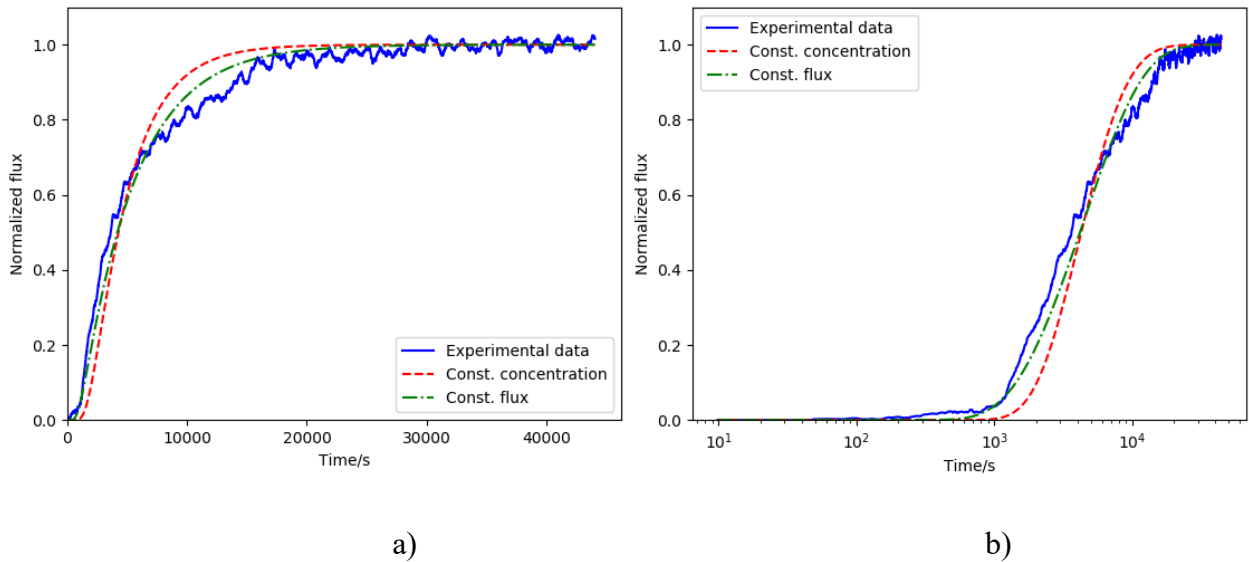 1.0
0.8
0.6
0.4
0.2
0.0
Normalized flux
Experimental data
Const. concentration
Const. flux
0 10000 20000 30000 40000
Time/s
a)
1.0
0.8
0.6
0.4
0.2
0.0
Normalized flux
Experimental data
Const. concentration
Const. flux
10¹ 10² 10³ 10⁴
Time/s
b)